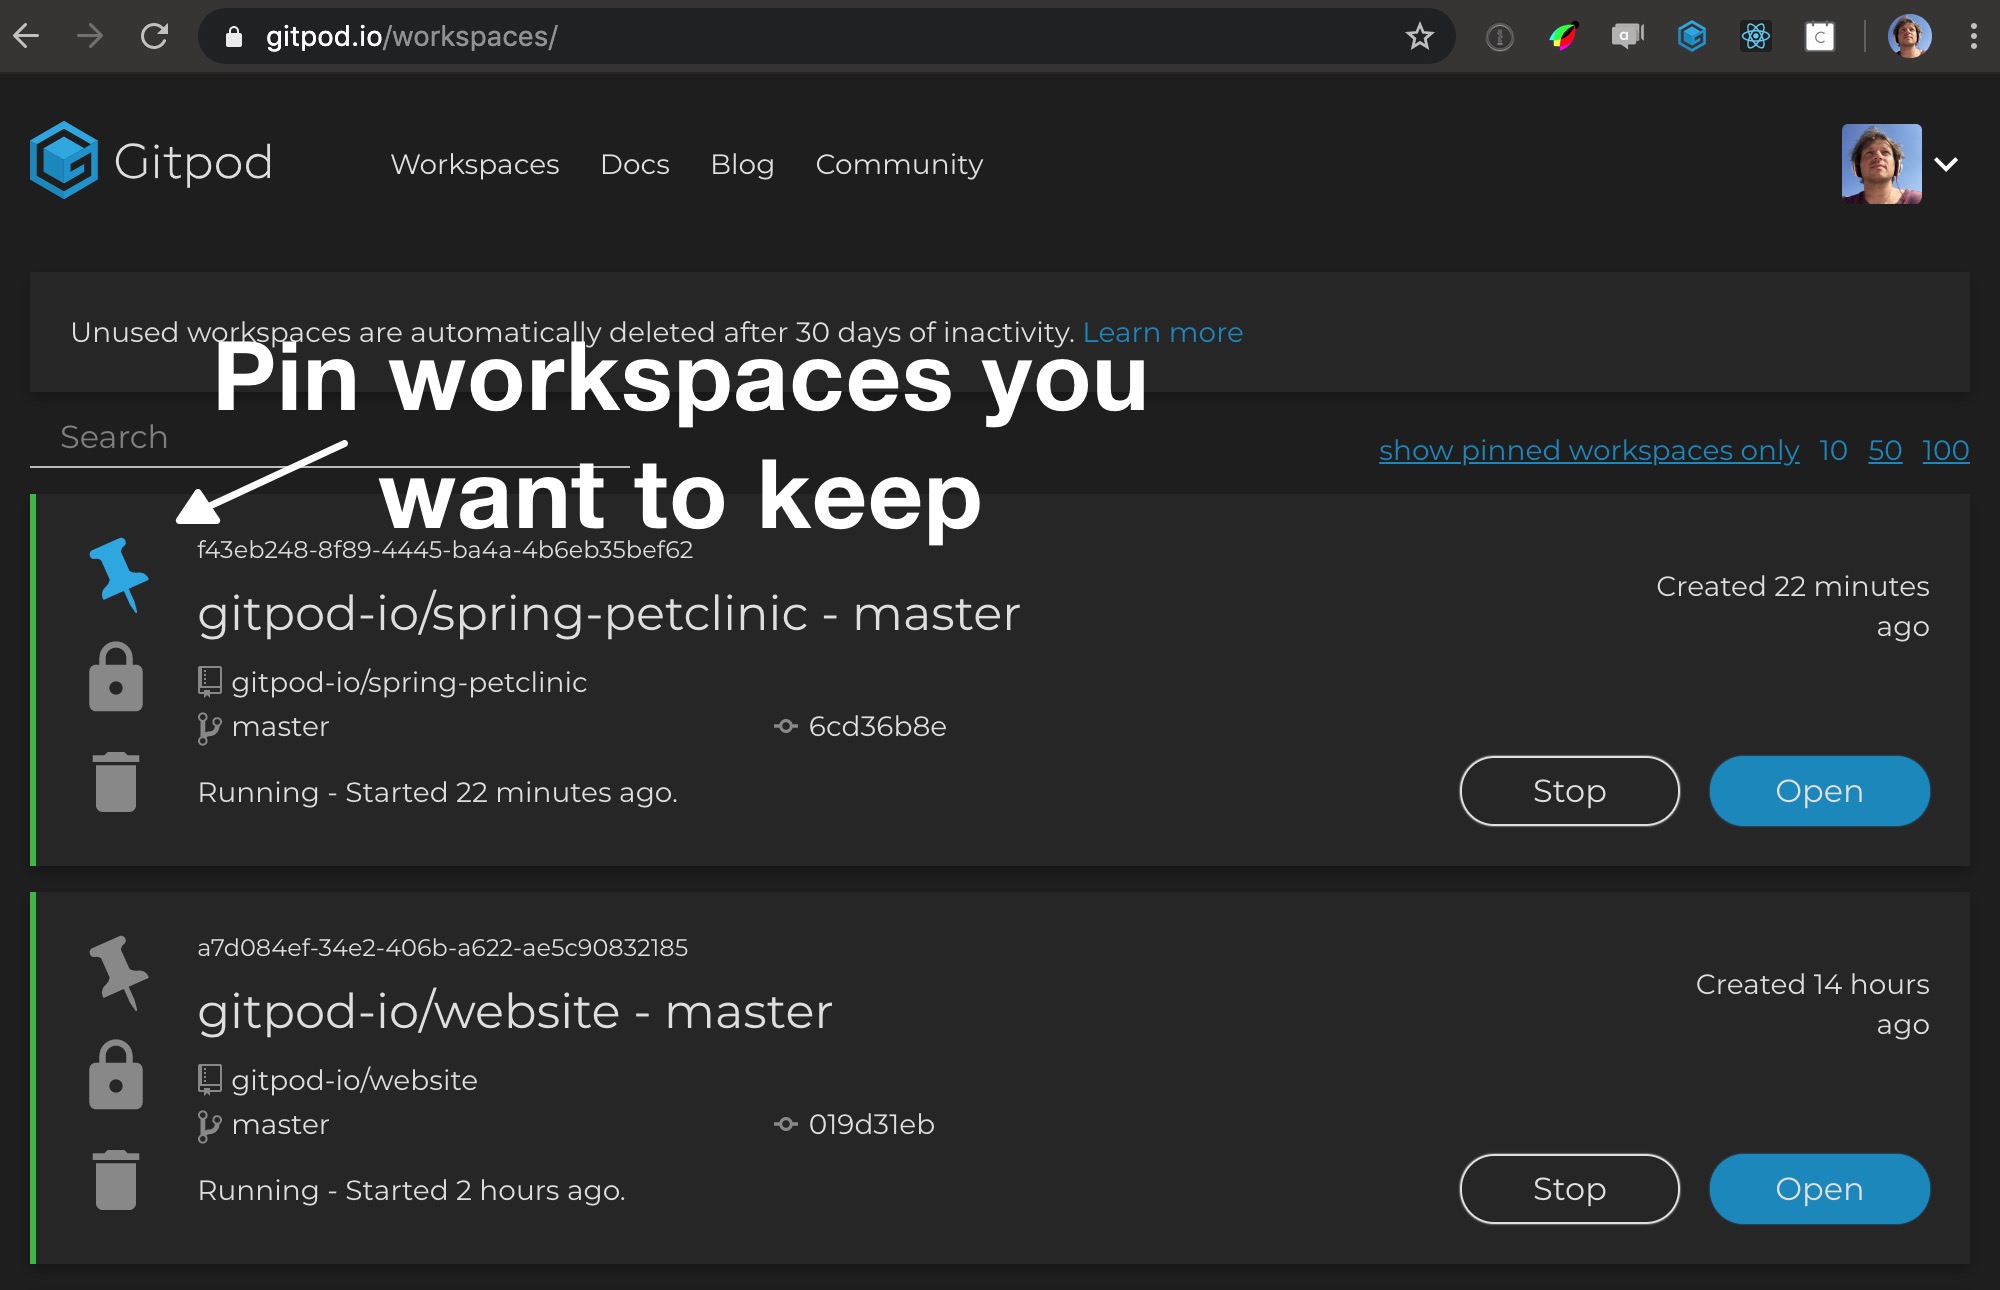 gitpod.io/workspaces/
a
C
Gitpod
Workspaces Docs Blog Community
Unused workspaces are automatically deleted after 30 days of inactivity. Learn more
Pin workspaces you
want to keep
Search
show pinned workspaces only 10 50 100
f43eb248-8f89-4445-ba4a-4b6eb35bef62
gitpod-io/spring-petclinic - master
Created 22 minutes
ago
gitpod-io/spring-petclinic
master 6cd36b8e
Running - Started 22 minutes ago.
Stop Open
a7d084ef-34e2-406b-a622-ae5c90832185
gitpod-io/website - master
Created 14 hours
ago
gitpod-io/website
master 019d31eb
Running - Started 2 hours ago.
Stop Open